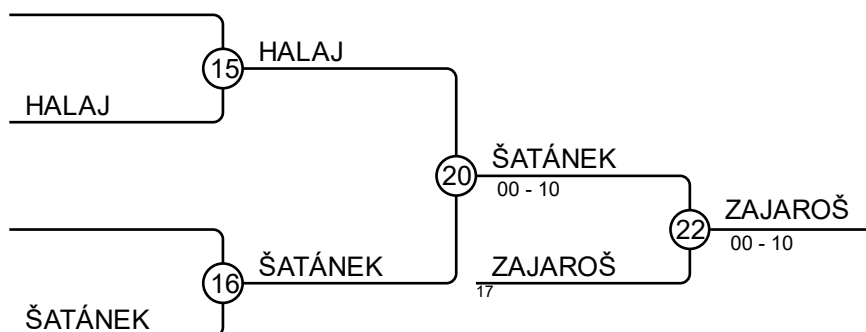 HALAJ
15
HALAJ
ŠATÁNEK
20
00 - 10
ZAJAROŠ
22
00 - 10
ŠATÁNEK
16
ZAJAROŠ
17
ŠATÁNEK